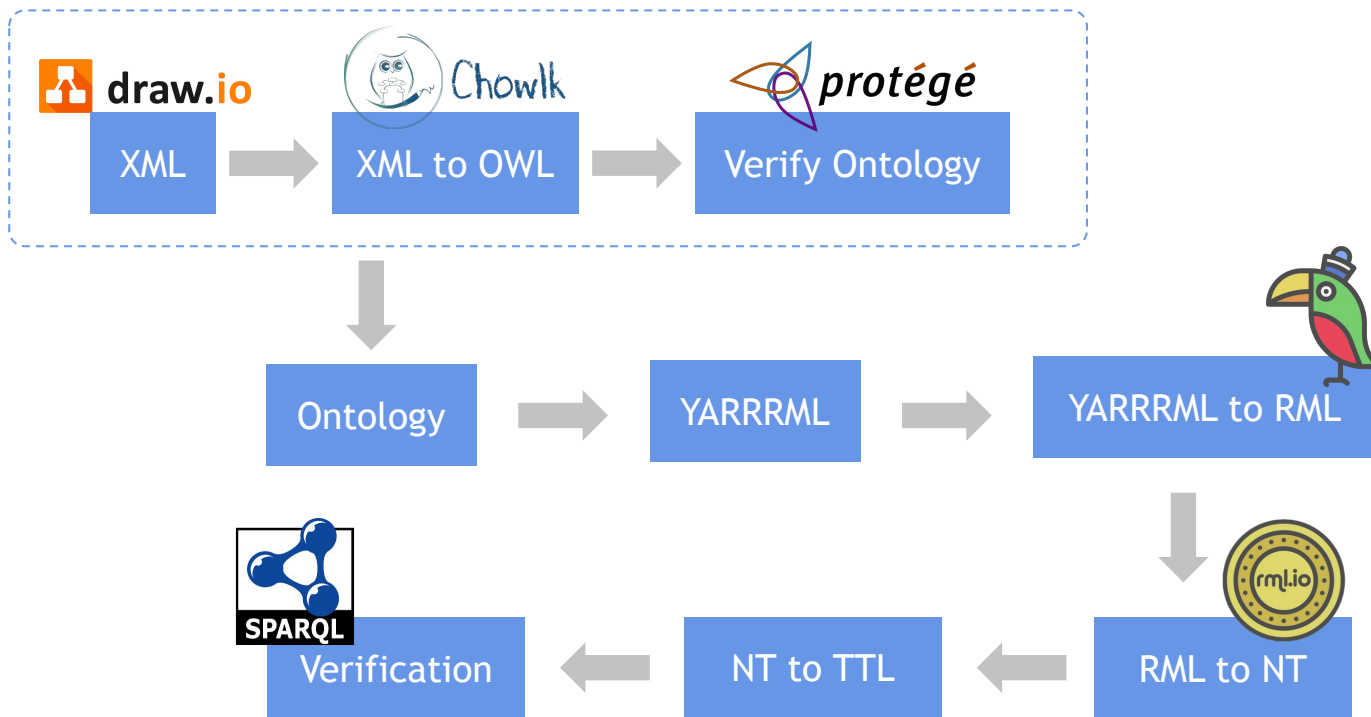 draw.io
Chowlk
protégé
XML
XML to OWL
Verify Ontology
Ontology
YARRRML
YARRRML to RML
rml.io
SPARQL
Verification
NT to TTL
RML to NT